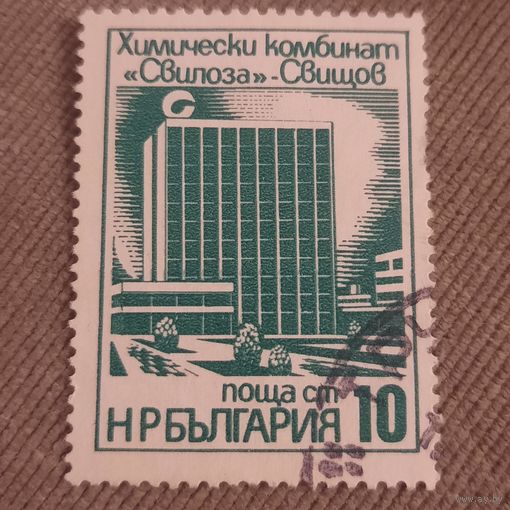 Химически комбинат
«Свилоза»-Свищов
поща ст 10
НР БЪЛГАРИЯ